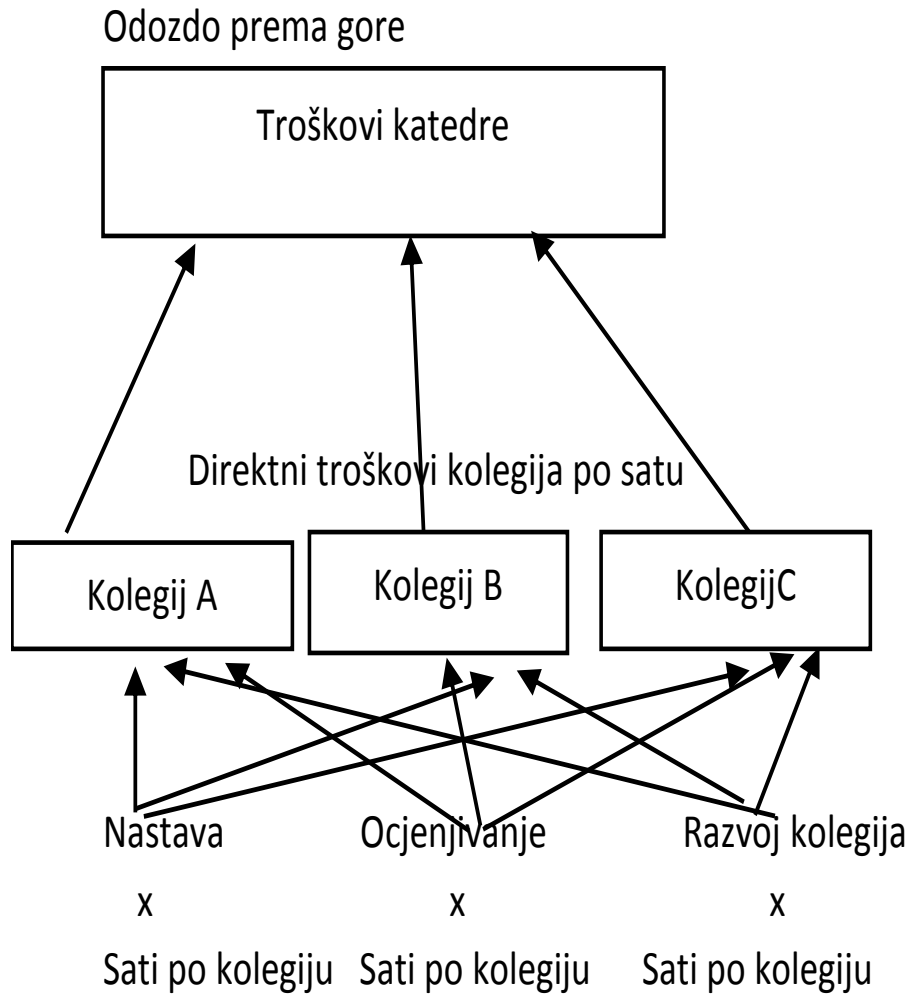 Odozdo prema gore
Troškovi katedre
Direktni troškovi kolegija po satu
Kolegij A
Kolegij B
KolegijC
Nastava
Ocjenjivanje
Razvoj kolegija
x
x
x
Sati po kolegiju
Sati po kolegiju
Sati po kolegiju